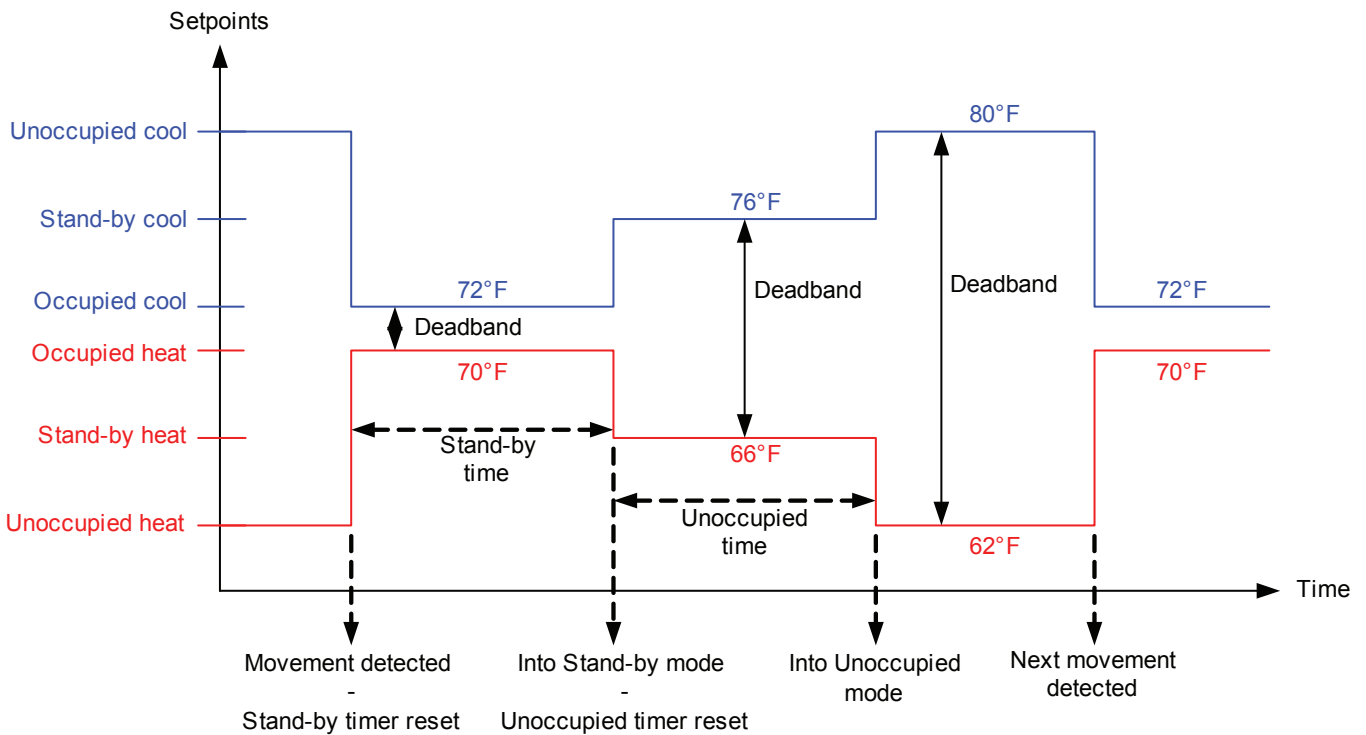 Setpoints
Unoccupied cool
80°F
Stand-by cool
76°F
Deadband
Deadband
Occupied cool
72°F
72°F
Deadband
Occupied heat
70°F
70°F
Stand-by heat
Stand-by
time
66°F
Unoccupied heat
Unoccupied
time
62°F
Time
Movement detected
-
Stand-by timer reset
Into Stand-by mode
-
Unoccupied timer reset
Into Unoccupied
mode
Next movement
detected